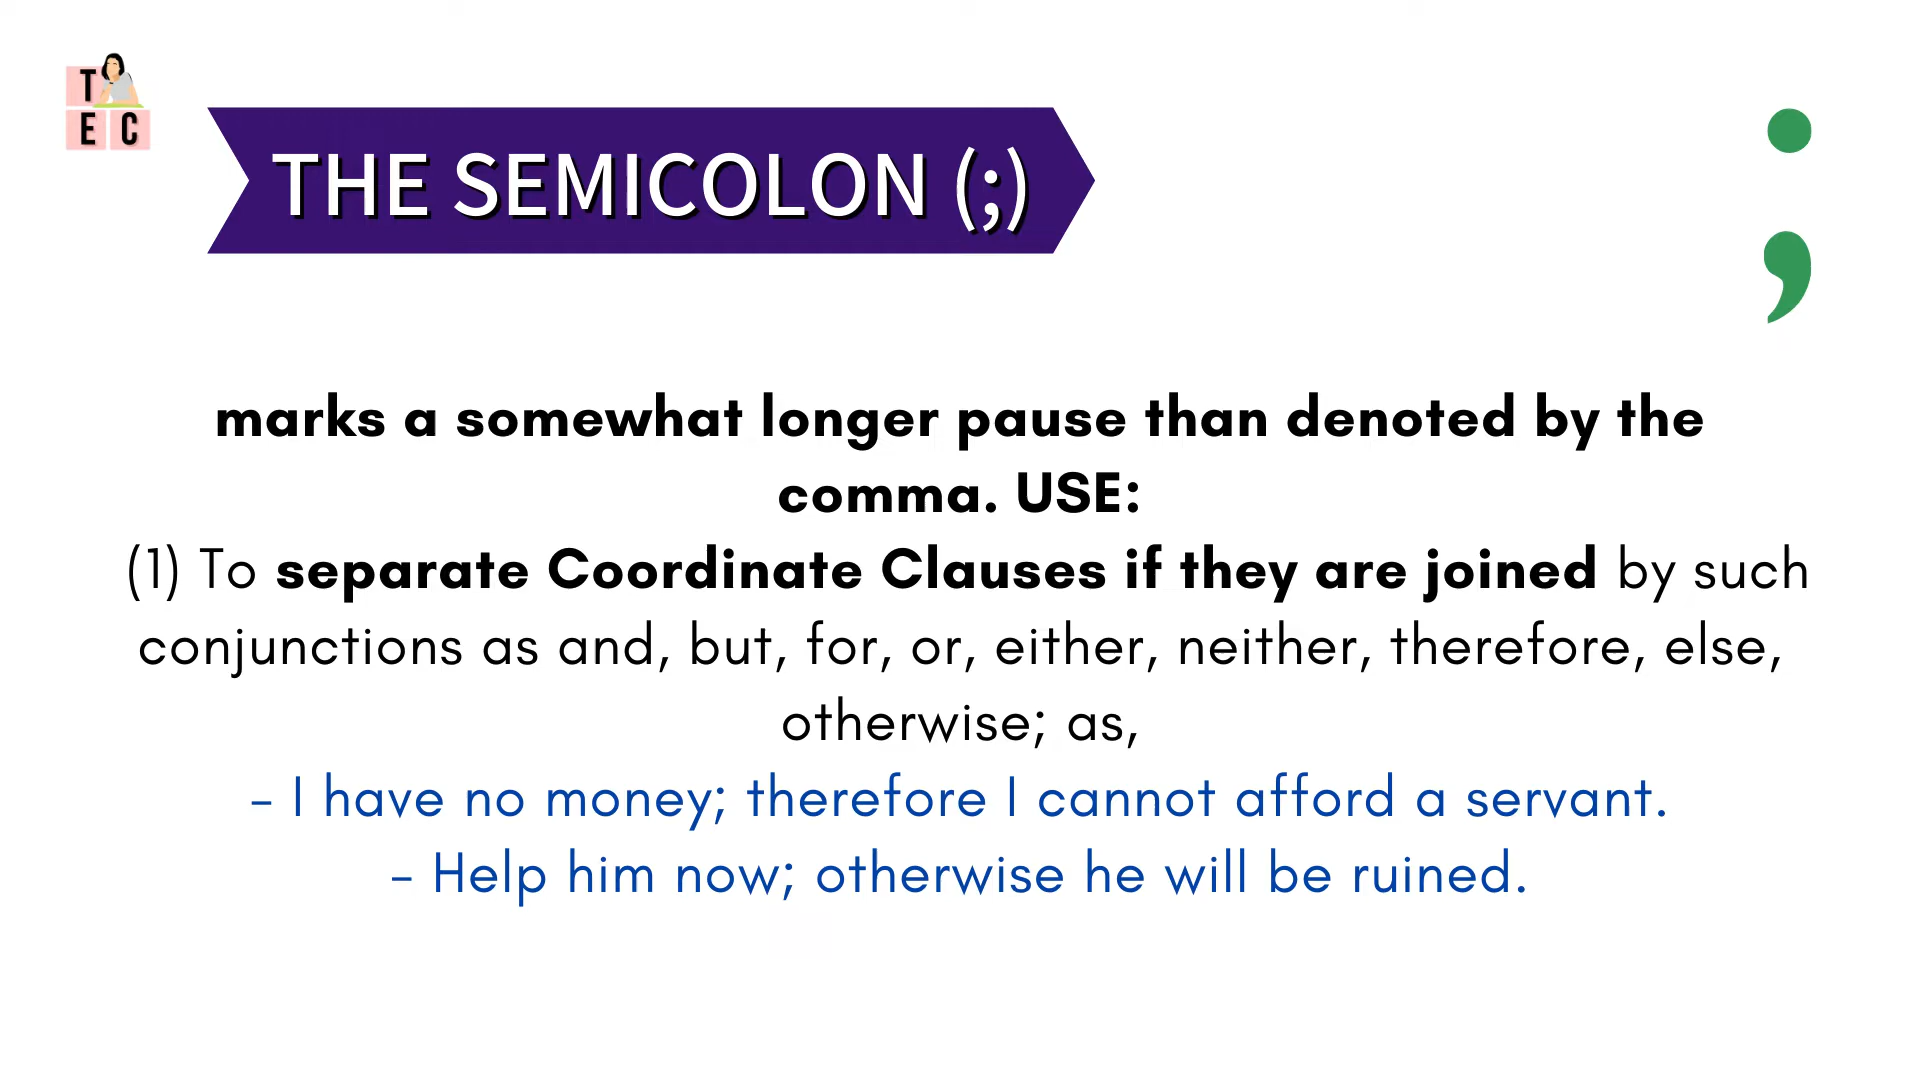 T
E C
THE SEMICOLON (;)
;
marks a somewhat longer pause than denoted by the
comma. USE:
(1) To separate Coordinate Clauses if they are joined by such
conjunctions as and, but, for, or, either, neither, therefore, else,
otherwise; as,
- I have no money; therefore I cannot afford a servant.
- Help him now; otherwise he will be ruined.